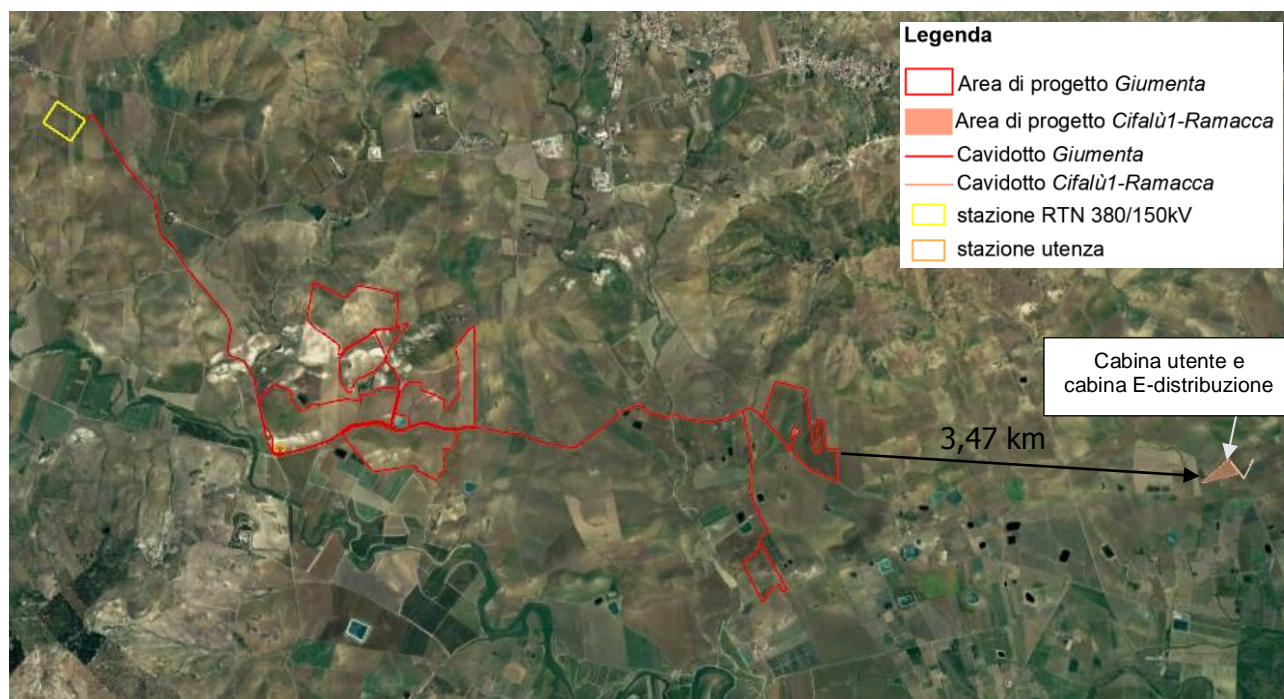 Legenda
Area di progetto Giumenta
Area di progetto Cifalù1-Ramacca
Cavidotto Giumenta
Cavidotto Cifalù1-Ramacca
stazione RTN 380/150kV
stazione utenza
Cabina utente e
cabina E-distribuzione
3,47 km